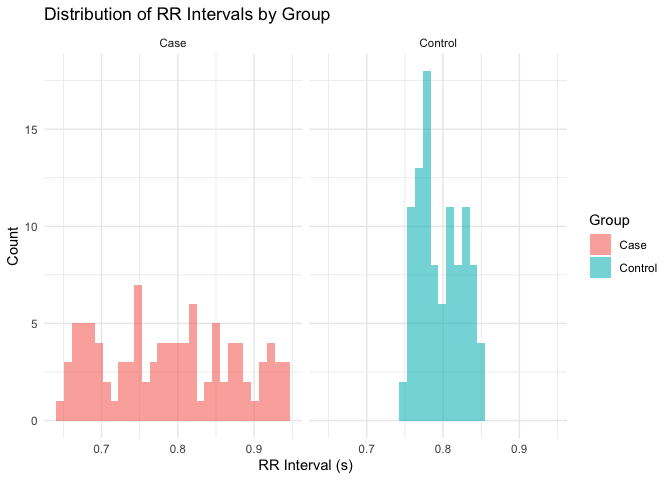 Distribution of RR Intervals by Group
Case
Control
Count
15
10
5
0
0.7
0.8
0.9
0.7
0.8
0.9
RR Interval (s)
Group
Case
Control